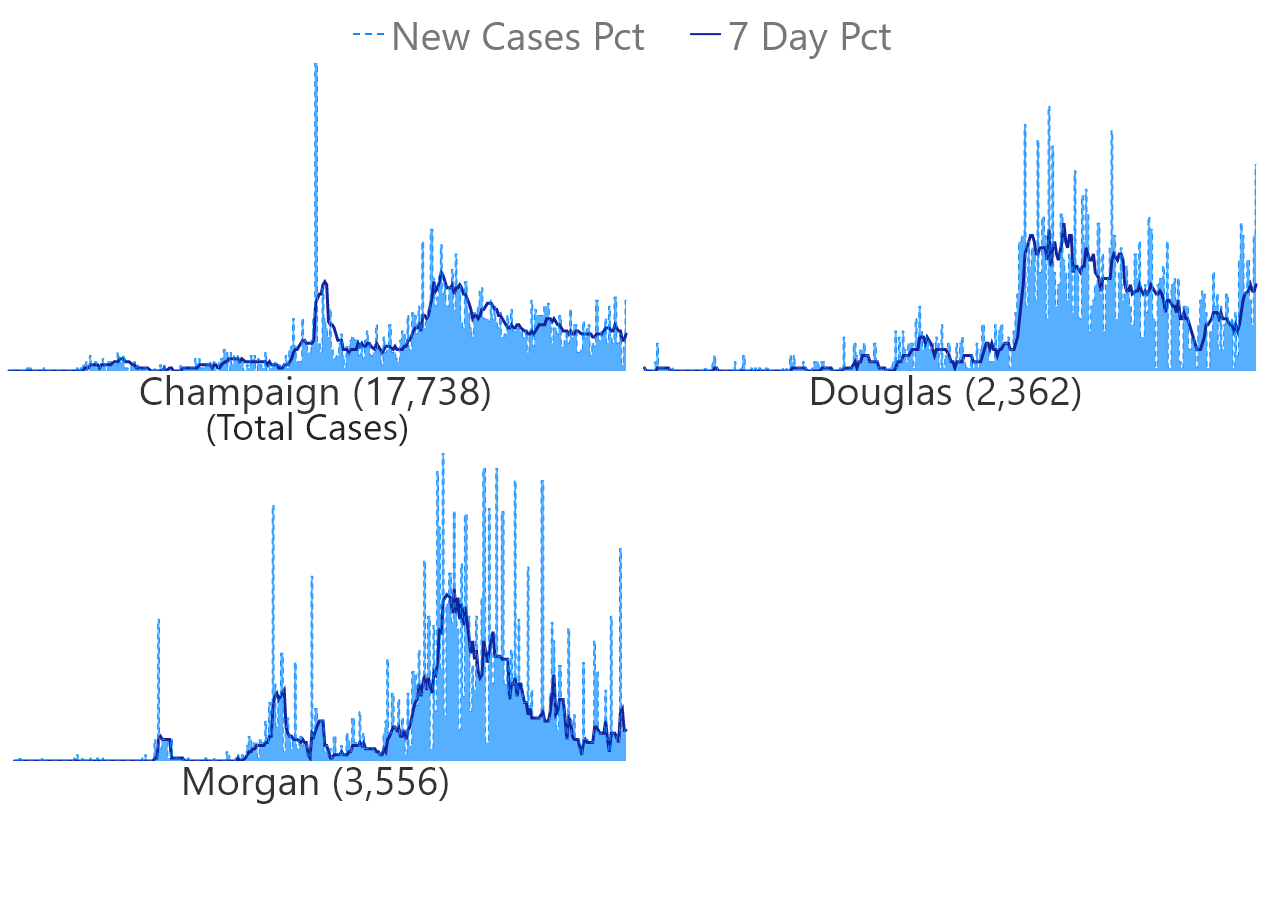 New Cases Pct 7 Day Pct
Champaign (17,738)
(Total Cases)
Douglas (2,362)
Morgan (3,556)